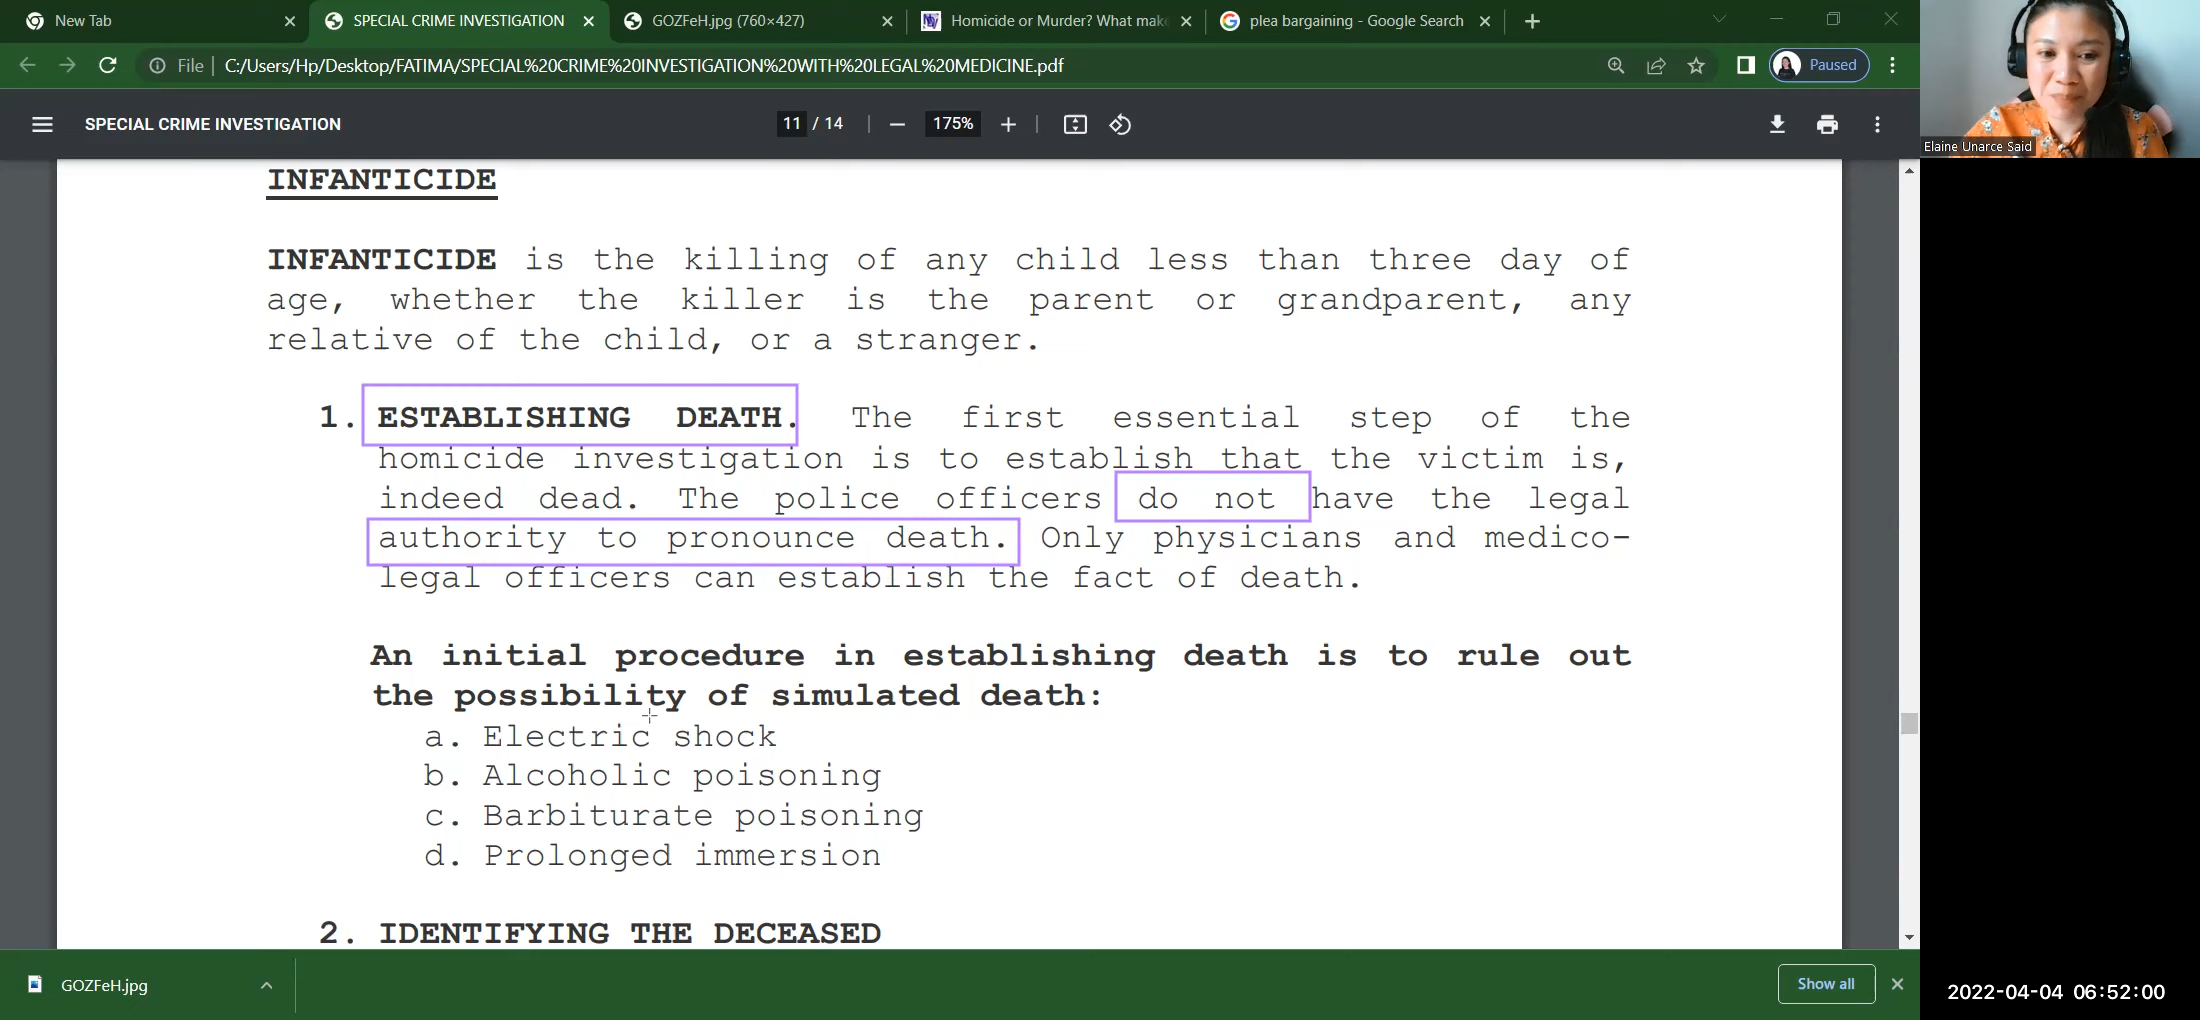 New Tab
SPECIAL CRIME INVESTIGATION
GOZFeH.jpg (760×427)
Homicide or Murder? What make
plea bargaining - Google Search
File
C:/Users/Hp/Desktop/FATIMA/SPECIAL%20CRIME%20INVESTIGATION%20WITH%20LEGAL%20MEDICINE.pdf
Paused
SPECIAL CRIME INVESTIGATION
11 / 14
175%
Elaine Unarce Said
INFANTICIDE
INFANTICIDE is the killing of any child less than three day of
age, whether the killer is the parent or grandparent, any
relative of the child, or a stranger.
1. ESTABLISHING DEATH. The first essential step of the
homicide investigation is to establish that the victim is,
indeed dead. The police officers do not have the legal
authority to pronounce death. Only physicians and medico-
legal officers can establish the fact of death.
An initial procedure in establishing death is to rule out
the possibility of simulated death:
a. Electric shock
b. Alcoholic poisoning
c. Barbiturate poisoning
d. Prolonged immersion
2. IDENTIFYING THE DECEASED
GOZFeH.jpg
Show all
2022-04-04 06:52:00